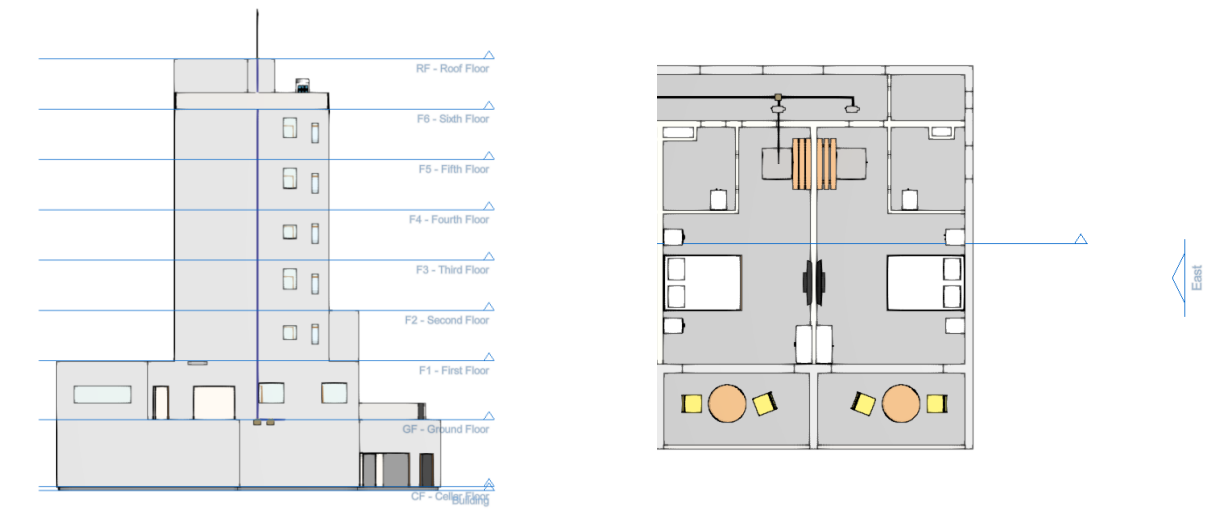 RF - Roof Floor
F6 - Sixth Floor
F5 - Fifth Floor
F4 - Fourth Floor
F3 - Third Floor
F2 - Second Floor
F1 - First Floor
GF - Ground Floor
CF - Cellar Floor
Building
East